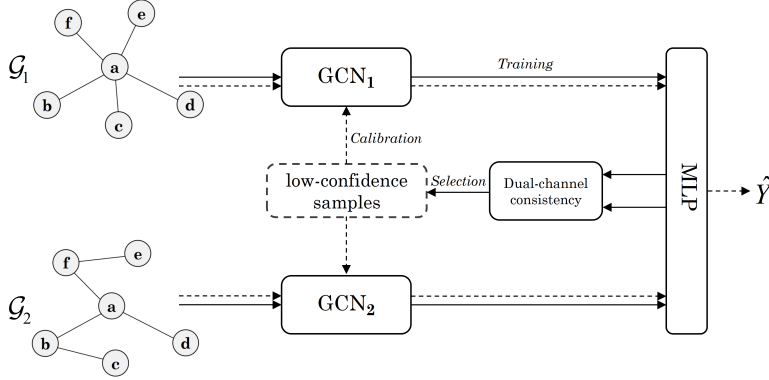 e
f
a
𝒢₁
b
d
c
GCN₁
Training
Calibration
low-confidence
samples
Selection
Dual-channel
consistency
MLP
Ŷ
e
f
a
𝒢₂
b
d
c
GCN₂